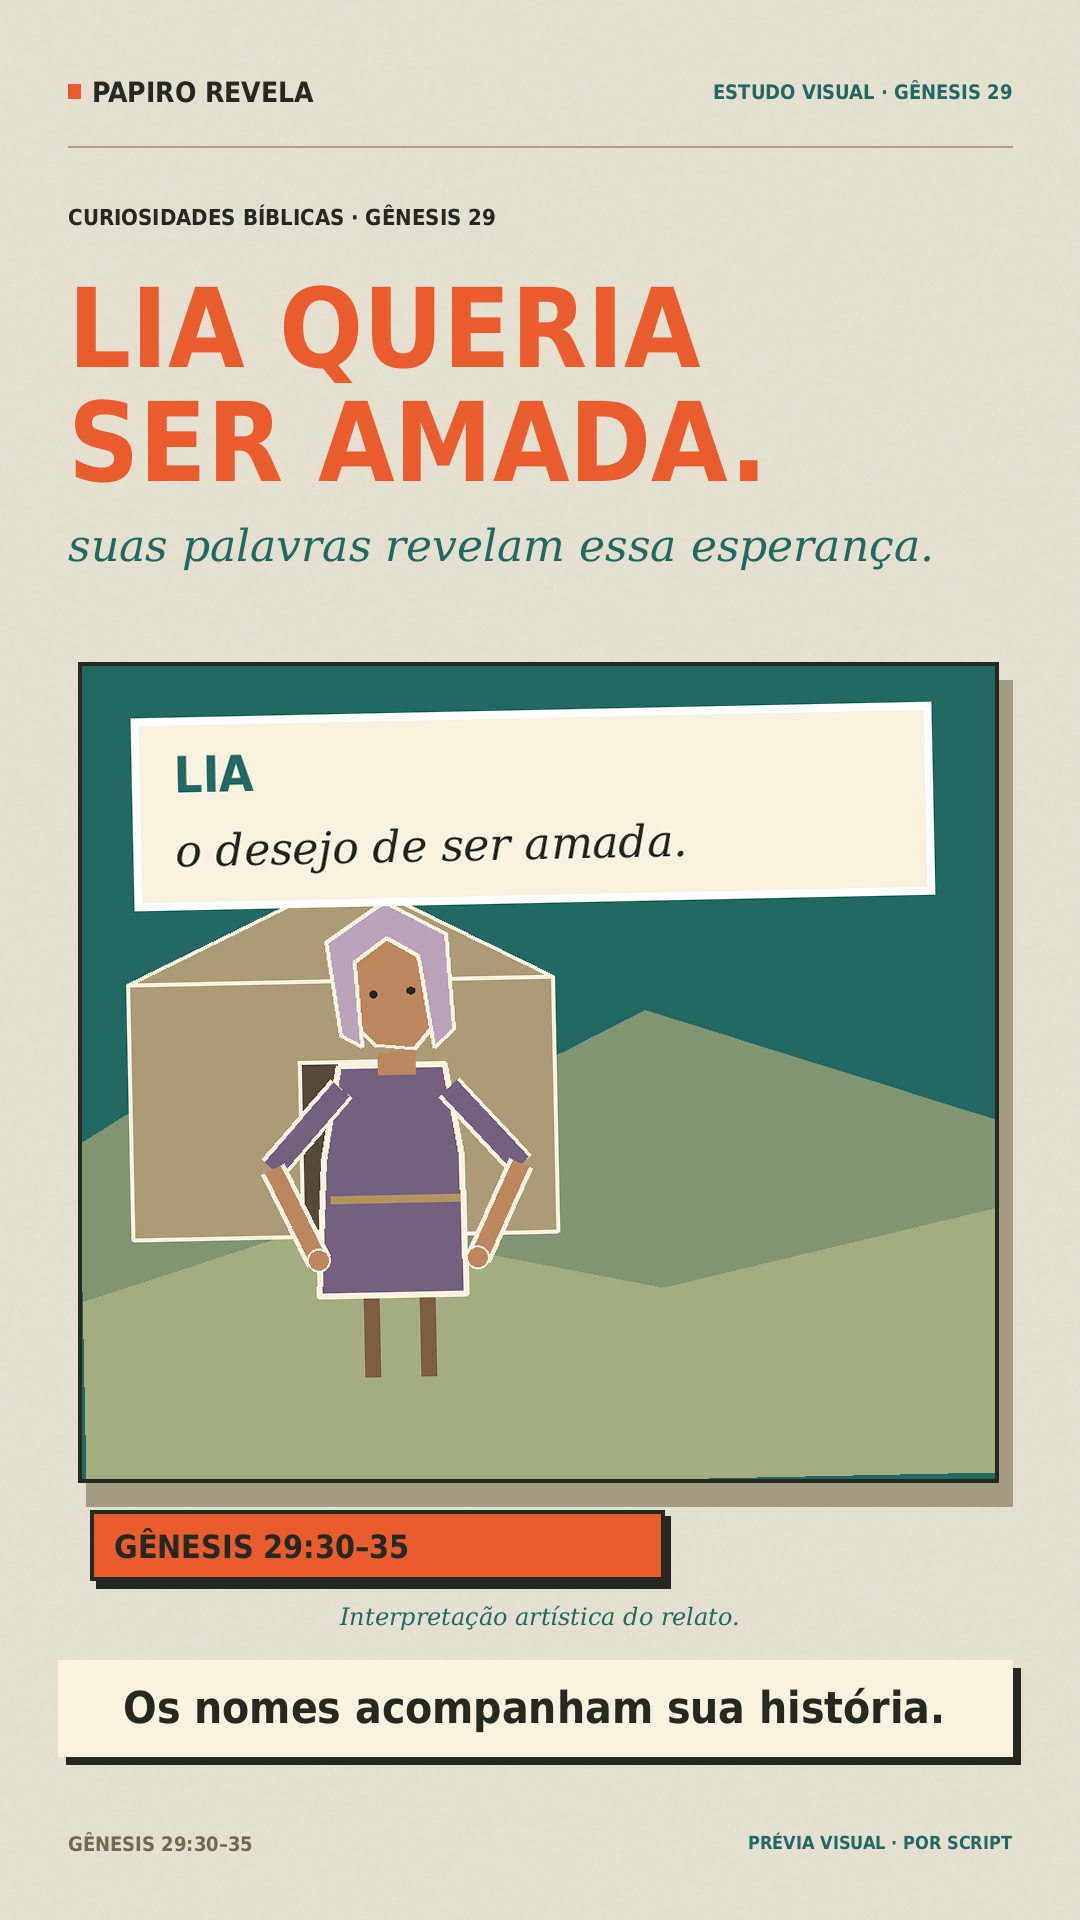 PAPIRO REVELA
ESTUDO VISUAL · GÊNESIS 29
CURIOSIDADES BÍBLICAS · GÊNESIS 29
LIA QUERIA
SER AMADA.
suas palavras revelam essa esperança.
LIA
o desejo de ser amada.
GÊNESIS 29:30–35
Interpretação artística do relato.
Os nomes acompanham sua história.
GÊNESIS 29:30–35
PRÉVIA VISUAL · POR SCRIPT